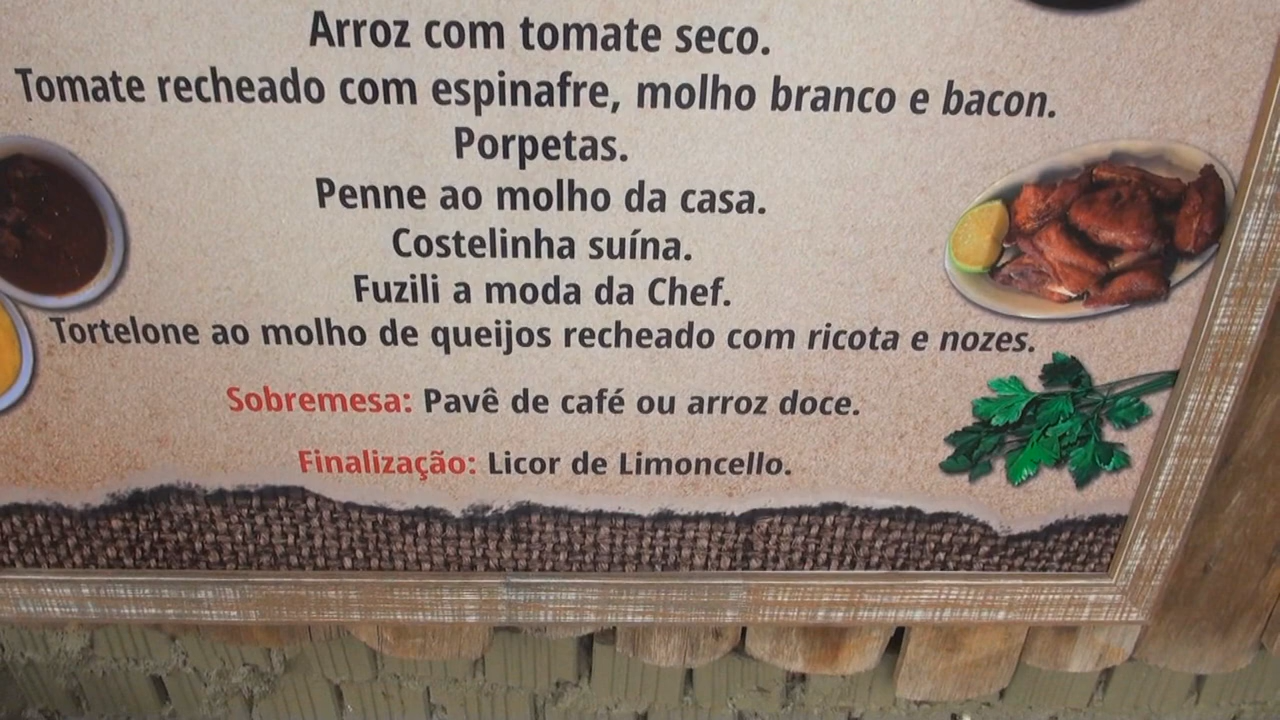 Arroz com tomate seco.
Tomate recheado com espinafre, molho branco e bacon.
Porpetas.
Penne ao molho da casa.
Costelinha suína.
Fuzili a moda da Chef.
Tortelone ao molho de queijos recheado com ricota e nozes.
Sobremesa: Pavê de café ou arroz doce.
Finalização: Licor de Limoncello.